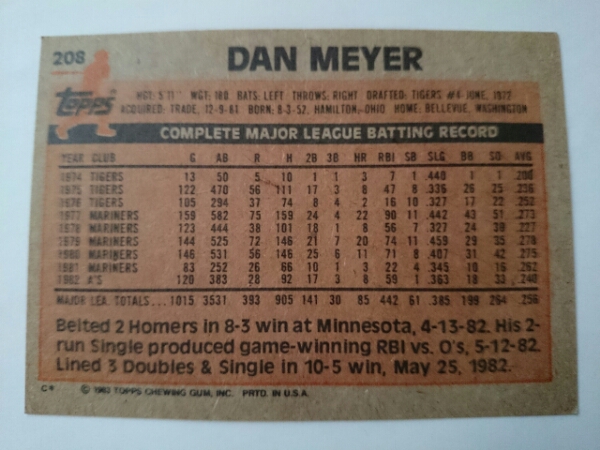 208
DAN MEYER
Topps
HGT: 5'11" WGT: 180 BATS: LEFT THROWS: RIGHT DRAFTED: TIGERS #4-JUNE, 1972
ACQUIRED: TRADE, 12-9-81 BORN: 8-3-52, HAMILTON, OHIO HOME: BELLEVUE, WASHINGTON
COMPLETE MAJOR LEAGUE BATTING RECORD
YEAR CLUB G AB R H 2B 3B HR RBI SB SLG BB SO AVG
1974 TIGERS 13 50 5 10 1 1 3 7 1 .440 1 1 .200
1975 TIGERS 122 470 56 111 17 3 8 47 8 .336 26 25 .236
1976 TIGERS 105 294 37 74 8 4 2 16 10 .327 17 22 .252
1977 MARINERS 159 582 75 159 24 4 22 90 11 .442 43 51 .273
1978 MARINERS 123 444 38 101 18 1 8 56 7 .327 24 39 .227
1979 MARINERS 144 525 72 146 21 7 20 74 11 .459 29 35 .278
1980 MARINERS 146 531 56 146 25 6 11 71 8 .407 31 42 .275
1981 MARINERS 83 252 26 66 10 1 3 22 4 .345 10 16 .262
1982 A'S 120 383 28 92 17 3 8 59 1 .363 18 33 .240
MAJOR LEA. TOTALS... 1015 3531 393 905 141 30 85 442 61 .385 199 264 .256
Belted 2 Homers in 8-3 win at Minnesota, 4-13-82. His 2-
run Single produced game-winning RBI vs. O's, 5-12-82.
Lined 3 Doubles & Single in 10-5 win, May 25, 1982.
C* © 1983 TOPPS CHEWING GUM, INC. PRTD. IN U.S.A.